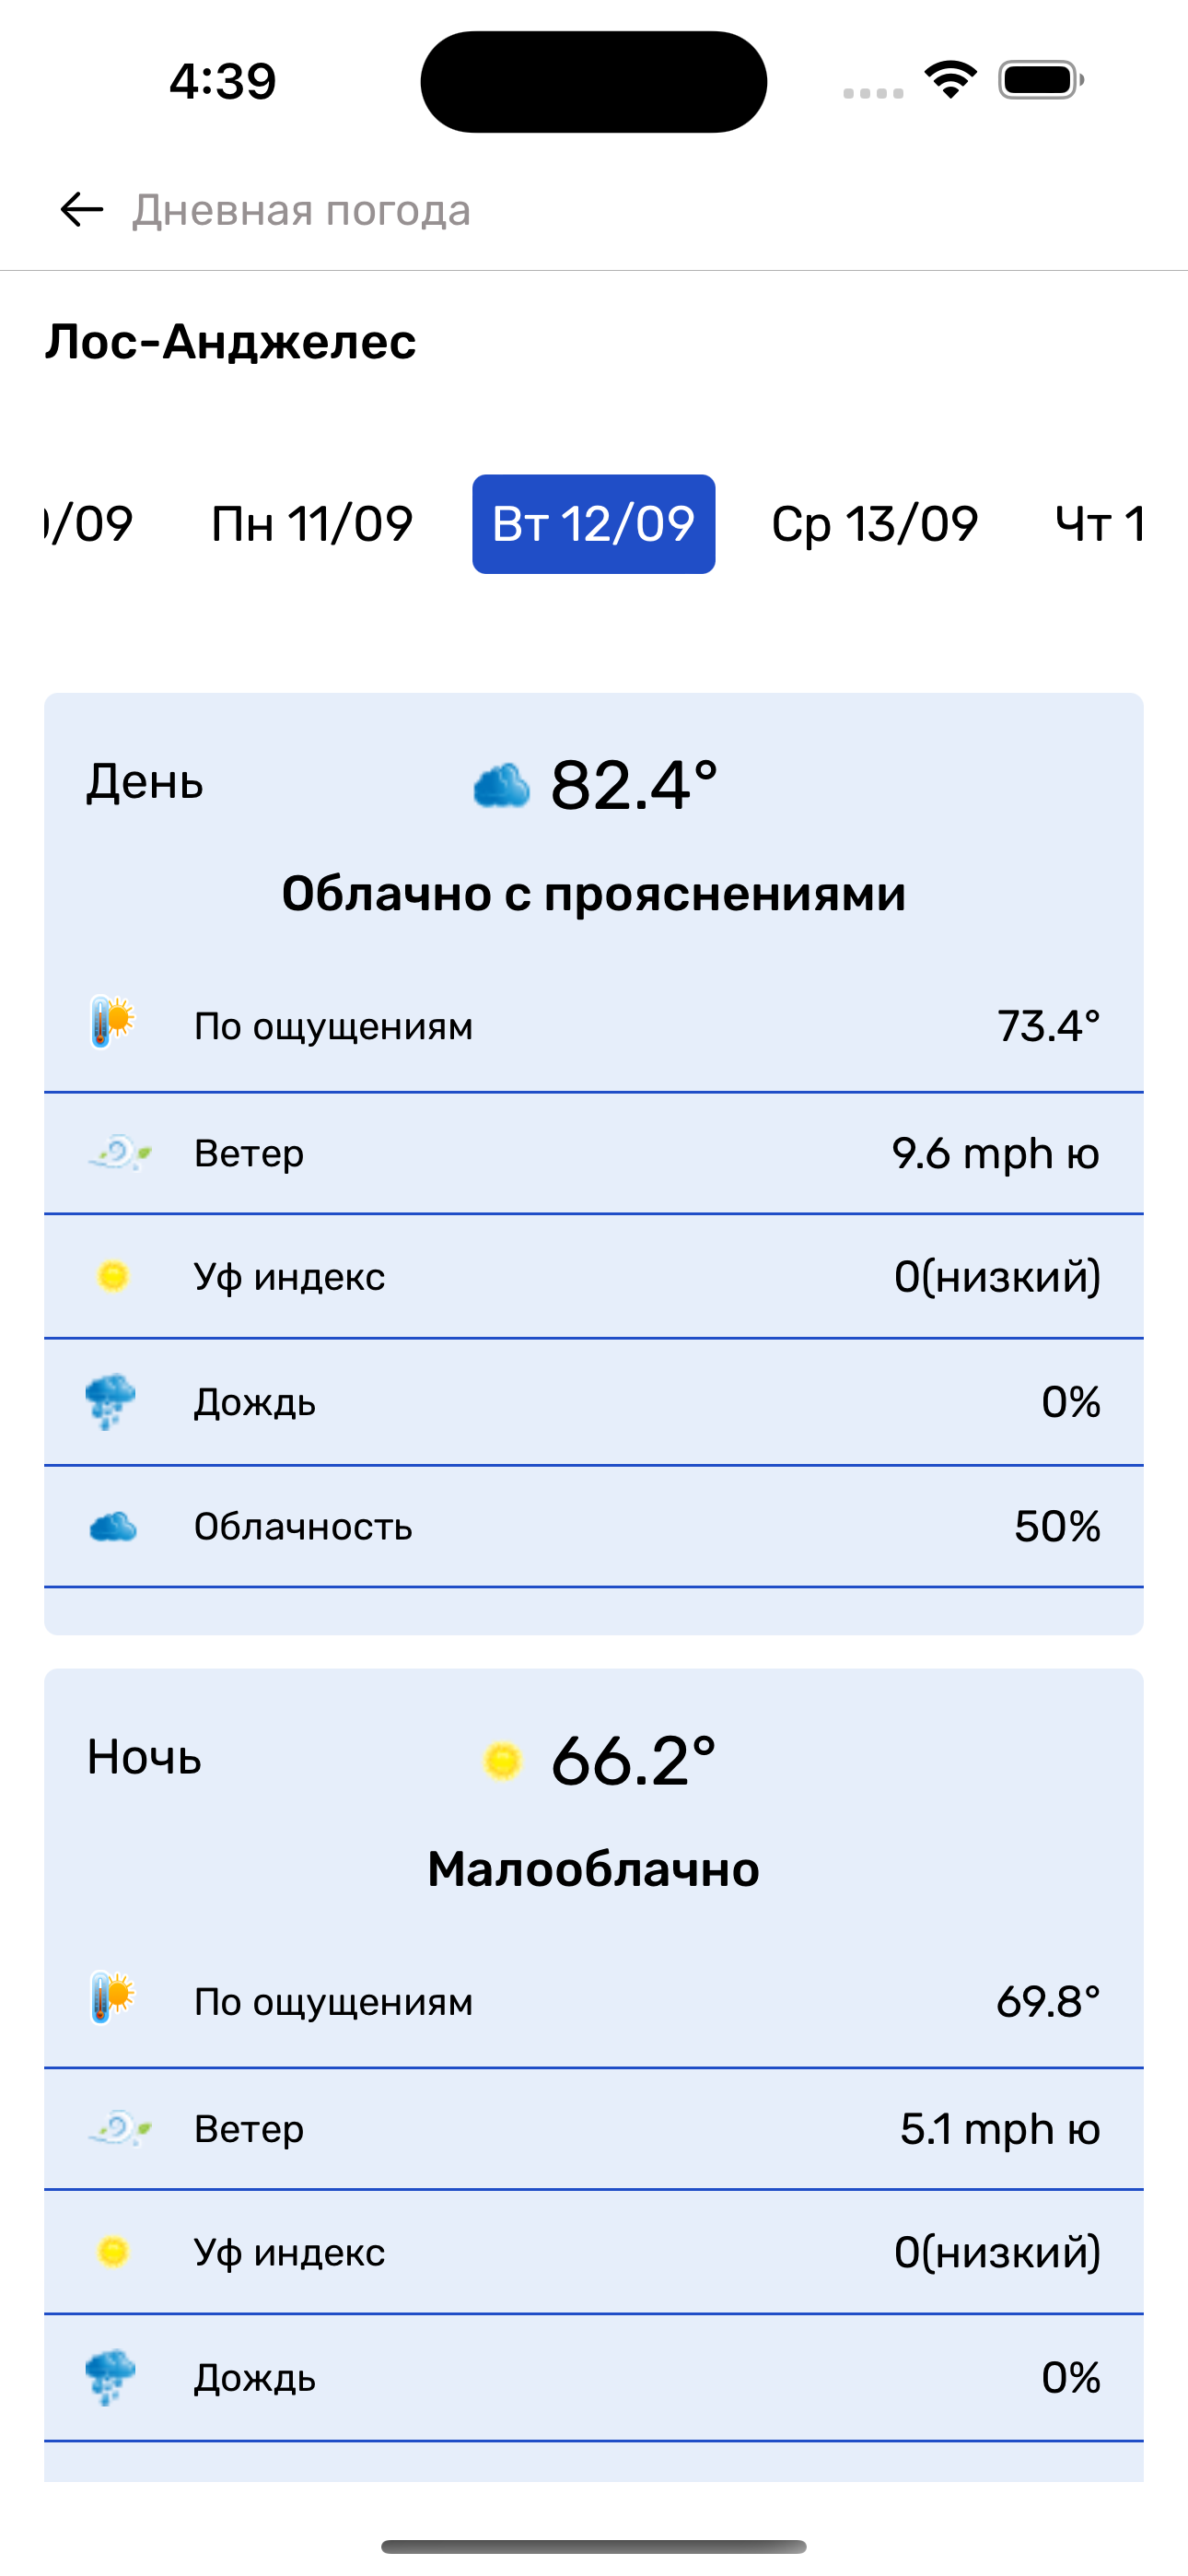 4:39
Дневная погода
Лос-Анджелес
/09 Пн 11/09 Вт 12/09 Ср 13/09 Чт 1
День 82.4°
Облачно с прояснениями
По ощущениям 73.4°
Ветер 9.6 mph ю
Уф индекс 0(низкий)
Дождь 0%
Облачность 50%
Ночь 66.2°
Малооблачно
По ощущениям 69.8°
Ветер 5.1 mph ю
Уф индекс 0(низкий)
Дождь 0%